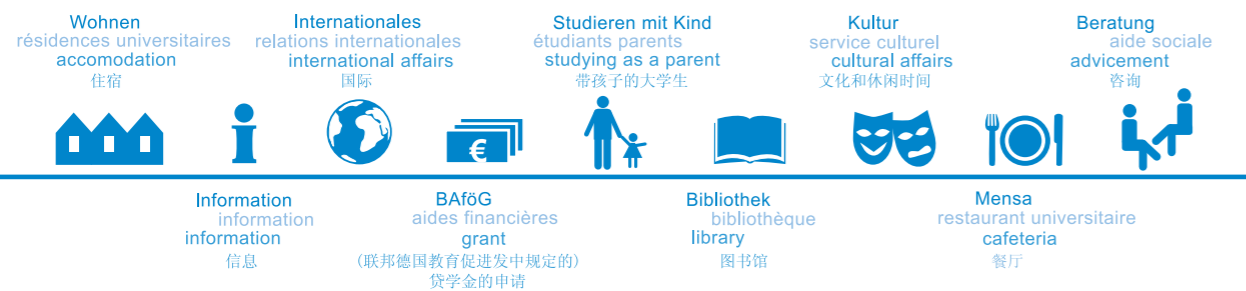 Wohnen
résidences universitaires
accomodation
住宿
Internationales
relations internationales
international affairs
国际
Studieren mit Kind
étudiants parents
studying as a parent
带孩子的大学生
Kultur
service culturel
cultural affairs
文化和休闲时间
Beratung
aide sociale
advicement
咨询
€
Information
information
information
信息
BAföG
aides financières
grant
(联邦德国教育促进发中规定的)
贷学金的申请
Bibliothek
bibliothèque
library
图书馆
Mensa
restaurant universitaire
cafeteria
餐厅